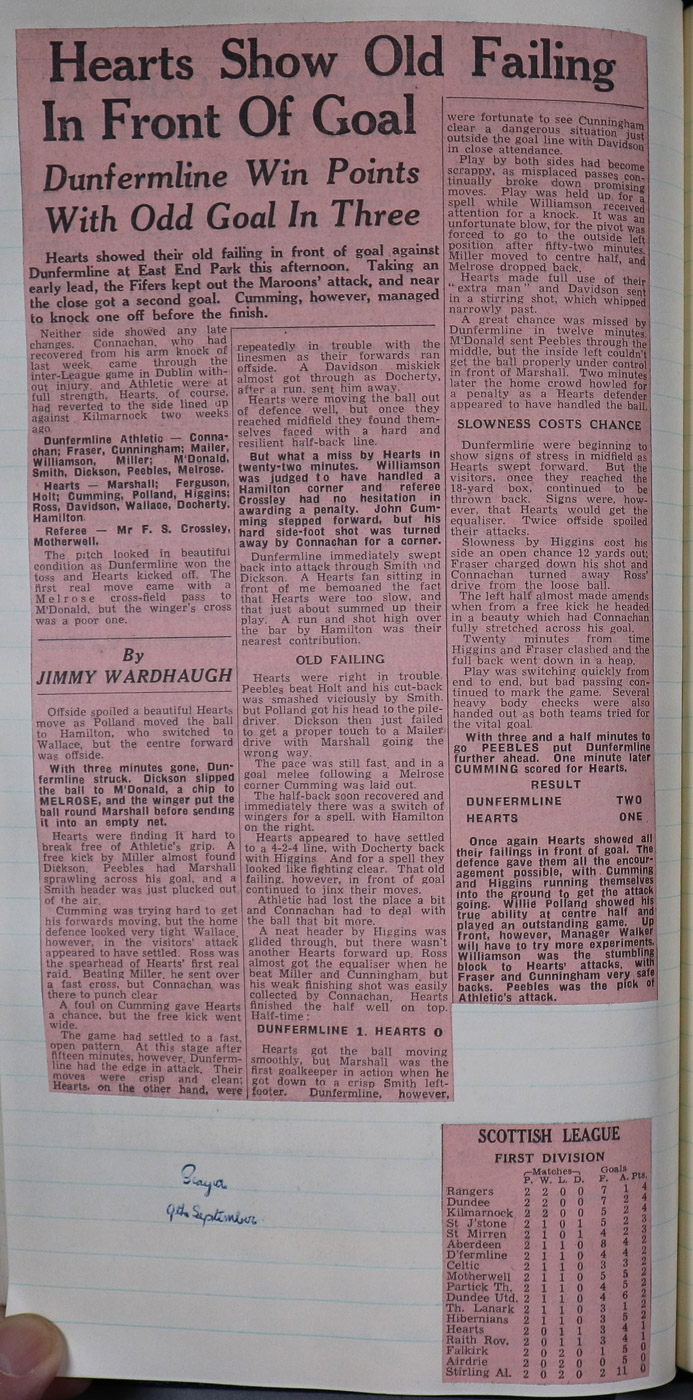 Hearts Show Old Failing
In Front Of Goal
Dunfermline Win Points
With Odd Goal In Three
Hearts showed their old failing in front of goal against
Dunfermline at East End Park this afternoon. Taking an
early lead, the Fifers kept out the Maroons' attack, and near
the close got a second goal. Cumming, however, managed
to knock one off before the finish.
Neither side showed any late
changes. Connachan, who had
recovered from his arm knock of
last week, came through the
inter-League game in Dublin with-
out injury, and Athletic were at
full strength. Hearts, of course,
had reverted to the side lined up
against Kilmarnock two weeks
ago.
Dunfermline Athletic — Conna-
chan; Fraser, Cunningham; Mailer,
Williamson, Miller; M'Donald,
Smith, Dickson, Peebles, Melrose.
Hearts — Marshall; Ferguson,
Holt; Cumming, Polland, Higgins;
Ross, Davidson, Wallace, Docherty,
Hamilton.
Referee — Mr F. S. Crossley,
Motherwell.
The pitch looked in beautiful
condition as Dunfermline won the
toss and Hearts kicked off. The
first real move came with a
Melrose cross-field pass to
M'Donald, but the winger's cross
was a poor one.
By
JIMMY WARDHAUGH
Offside spoiled a beautiful Hearts
move as Polland moved the ball
to Hamilton, who switched to
Wallace, but the centre forward
was offside.
With three minutes gone, Dun-
fermline struck. Dickson slipped
the ball to M'Donald, a chip to
MELROSE, and the winger put the
ball round Marshall before sending
it into an empty net.
Hearts were finding it hard to
break free of Athletic's grip. A
free kick by Miller almost found
Dickson. Peebles had Marshall
sprawling across his goal, and a
Smith header was just plucked out
of the air.
Cumming was trying hard to get
his forwards moving, but the home
defence looked very tight. Wallace,
however, in the visitors' attack
appeared to have settled. Ross was
the spearhead of Hearts' first real
raid. Beating Miller, he sent over
a fast cross, but Connachan was
there to punch clear
A foul on Cumming gave Hearts
a chance, but the free kick went
wide.
The game had settled to a fast,
open pattern. At this stage after
fifteen minutes, however, Dunferm-
line had the edge in attack. Their
moves were crisp and clean;
Hearts, on the other hand, were
repeatedly in trouble with the
linesmen as their forwards ran
offside. A Davidson miskick
almost got through as Docherty,
after a run, sent him away.
Hearts were moving the ball out
of defence well, but once they
reached midfield they found them-
selves faced with a hard and
resilient half-back line.
But what a miss by Hearts in
twenty-two minutes. Williamson
was judged to have handled a
Hamilton corner and referee
Crossley had no hesitation in
awarding a penalty. John Cum-
ming stepped forward, but his
hard side-foot shot was turned
away by Connachan for a corner.
Dunfermline immediately swept
back into attack through Smith and
Dickson. A Hearts fan sitting in
front of me bemoaned the fact
that Hearts were too slow, and
that just about summed up their
play. A run and shot high over
the bar by Hamilton was their
nearest contribution.
OLD FAILING
Hearts were right in trouble.
Peebles beat Holt and his cut-back
was smashed viciously by Smith,
but Polland got his head to the pile-
driver. Dickson then just failed
to get a proper touch to a Mailer
drive with Marshall going the
wrong way.
The pace was still fast, and in a
goal melee following a Melrose
corner Cumming was laid out.
The half-back soon recovered and
immediately there was a switch of
wingers for a spell, with Hamilton
on the right.
Hearts appeared to have settled
to a 4-2-4 line, with Docherty back
with Higgins And for a spell they
looked like fighting clear. That old
failing, however, in front of goal
continued to jinx their moves.
Athletic had lost the place a bit
and Connachan had to deal with
the ball that bit more.
A neat header by Higgins was
glided through, but there wasn't
another Hearts forward up. Ross
almost got the equaliser when he
beat Miller and Cunningham, but
his weak finishing shot was easily
collected by Connachan. Hearts
finished the half well on top.
Half-time:
DUNFERMLINE 1. HEARTS 0
Hearts got the ball moving
smoothly, but Marshall was the
first goalkeeper in action when he
got down to a crisp Smith left-
footer. Dunfermline, however,
were fortunate to see Cunningham
clear a dangerous situation just
outside the goal line with Davidson
in close attendance.
Play by both sides had become
scrappy, as misplaced passes con-
tinually broke down promising
moves. Play was held up for a
spell while Williamson received
attention for a knock. It was an
unfortunate blow, for the pivot was
forced to go to the outside left
position after fifty-two minutes.
Miller moved to centre half, and
Melrose dropped back.
Hearts made full use of their
"extra man" and Davidson sent
in a stirring shot, which whipped
narrowly past.
A great chance was missed by
Dunfermline in twelve minutes.
M'Donald sent Peebles through the
middle, but the inside left couldn't
get the ball properly under control
in front of Marshall. Two minutes
later the home crowd howled for
a penalty as a Hearts defender
appeared to have handled the ball.
SLOWNESS COSTS CHANCE
Dunfermline were beginning to
show signs of stress in midfield as
Hearts swept forward. But the
visitors, once they reached the
18-yard box, continued to be
thrown back. Signs were, how-
ever, that Hearts would get the
equaliser. Twice offside spoiled
their attacks.
Slowness by Higgins cost his
side an open chance 12 yards out;
Fraser charged down his shot and
Connachan turned away Ross'
drive from the loose ball.
The left half almost made amends
when from a free kick he headed
in a beauty which had Connachan
fully stretched across his goal.
Twenty minutes from time
Higgins and Fraser clashed and the
full back went down in a heap.
Play was switching quickly from
end to end, but bad passing con-
tinued to mark the game. Several
heavy body checks were also
handed out as both teams tried for
the vital goal.
With three and a half minutes to
go PEEBLES put Dunfermline
further ahead. One minute later
CUMMING scored for Hearts.
RESULT
DUNFERMLINE TWO
HEARTS ONE
Once again Hearts showed all
their failings in front of goal. The
defence gave them all the encour-
agement possible, with Cumming
and Higgins running themselves
into the ground to get the attack
going. Willie Polland showed his
true ability at centre half and
played an outstanding game. Up
front, however, Manager Walker
will have to try more experiments.
Williamson was the stumbling
block to Hearts' attacks, with
Fraser and Cunningham very safe
backs. Peebles was the pick of
Athletic's attack.
SCOTTISH LEAGUE
FIRST DIVISION
Matches Goals
P. W. L. D. F. A. Pts.
Rangers 2 2 0 0 7 1 4
Dundee 2 2 0 0 7 2 4
Kilmarnock 2 2 0 0 5 2 4
St J'stone 2 1 0 1 5 2 3
St Mirren 2 1 0 1 4 2 3
Aberdeen 2 1 1 0 8 4 2
D'fermline 2 1 1 0 4 4 2
Celtic 2 1 1 0 3 3 2
Motherwell 2 1 1 0 5 5 2
Partick Th. 2 1 1 0 4 5 2
Dundee Utd. 2 1 1 0 4 6 2
Th. Lanark 2 1 1 0 3 1 2
Hibernians 2 1 1 0 3 5 2
Hearts 2 0 1 1 3 4 1
Raith Rov. 2 0 1 1 3 4 1
Falkirk 2 0 2 0 1 5 0
Airdrie 2 0 2 0 0 5 0
Stirling Al. 2 0 2 0 2 11 0
9th September